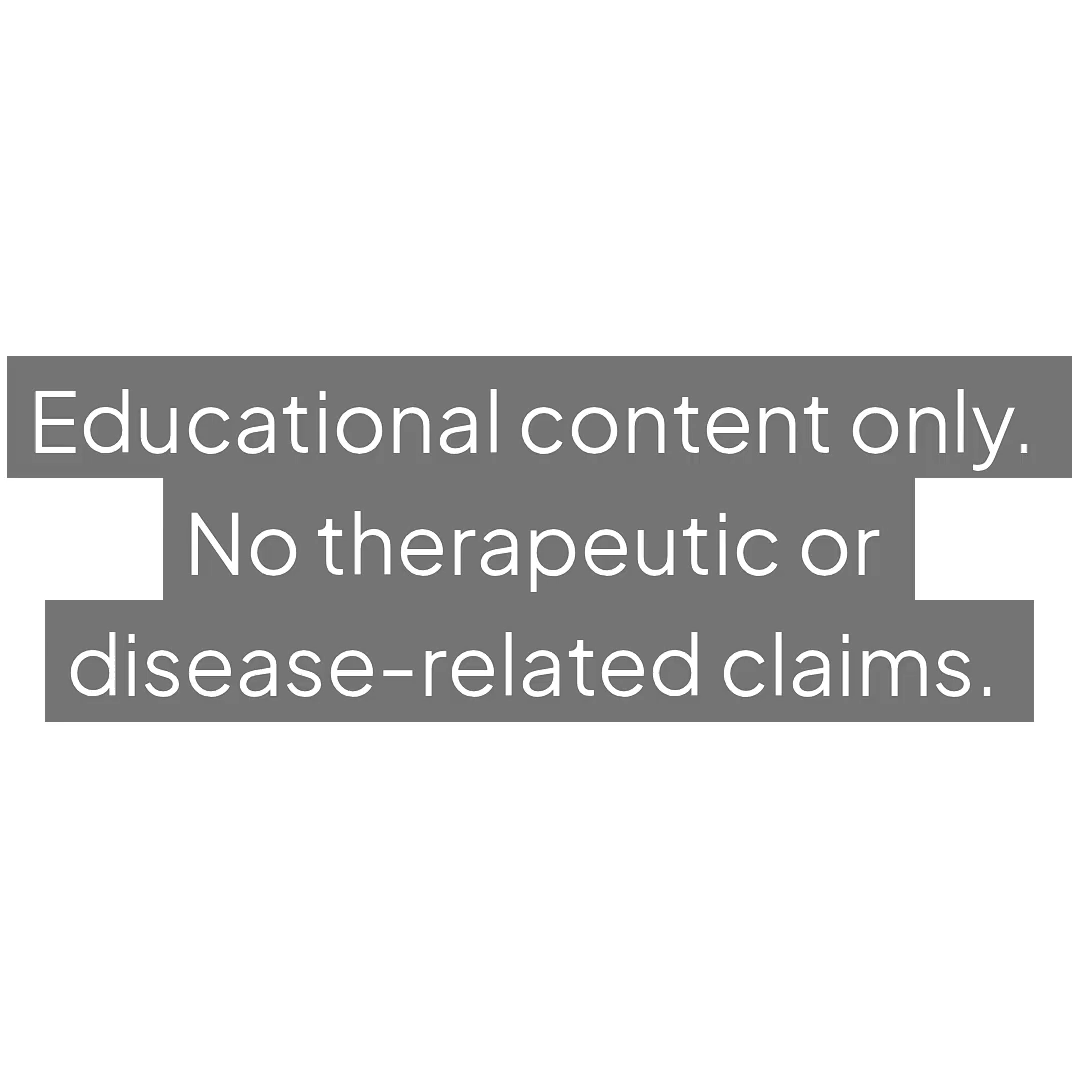 Educational content only.
No therapeutic or
disease-related claims.